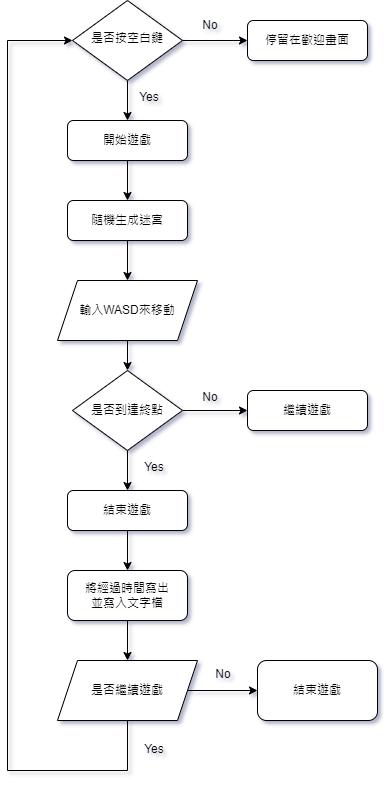 是否按空白鍵
No
停留在歡迎畫面
Yes
開始遊戲
隨機生成迷宮
輸入WASD來移動
是否到達終點
No
繼續遊戲
Yes
結束遊戲
將經過時間寫出
並寫入文字檔
是否繼續遊戲
No
結束遊戲
Yes